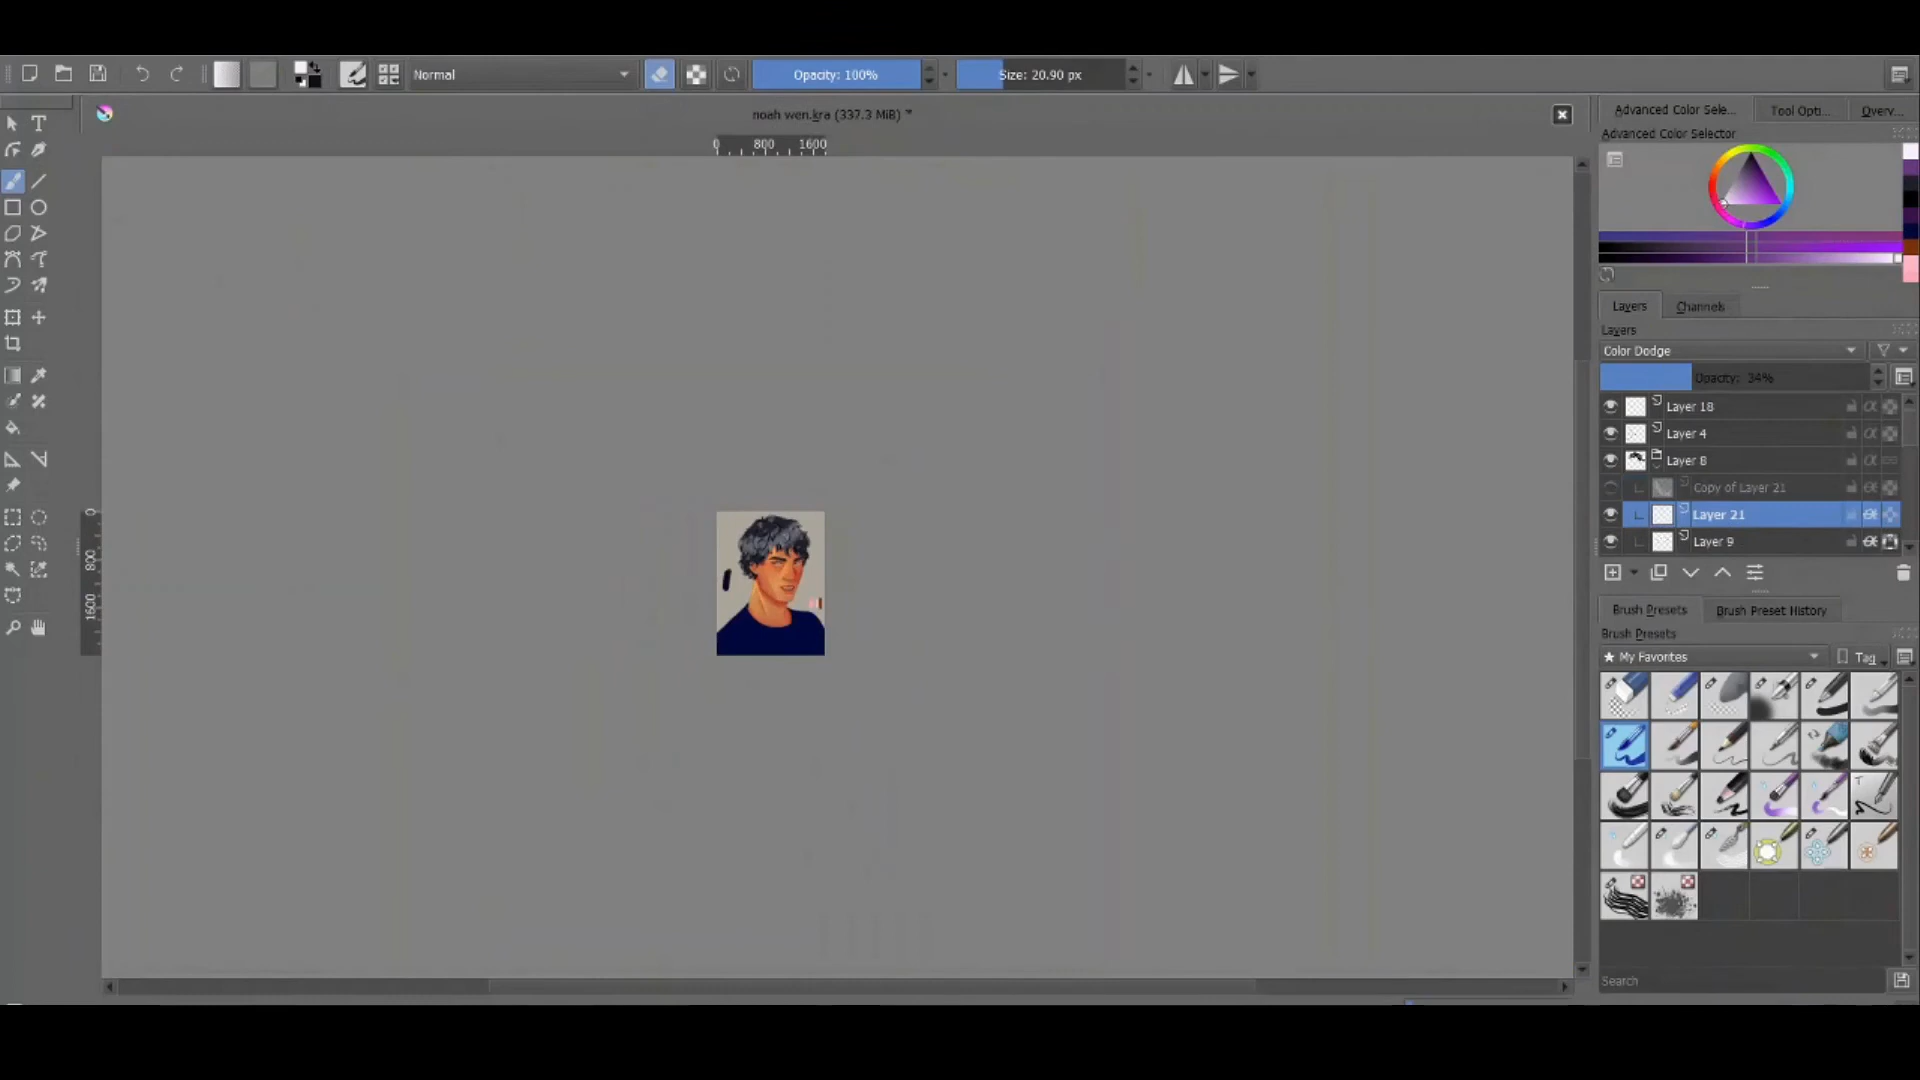 Normal
Opacity: 100%
Size: 20.90 px
noah wen.kra (337.3 MiB) *
Advanced Color Sele...
Tool Opti...
Overv...
Advanced Color Selector
0 800 1600
0
800
1600
Layers
Channels
Layers
Color Dodge
Opacity: 34%
Layer 18
Layer 4
Layer 8
Copy of Layer 21
Layer 21
Layer 9
Brush Presets
Brush Preset History
Brush Presets
★ My Favorites
Tag
Search